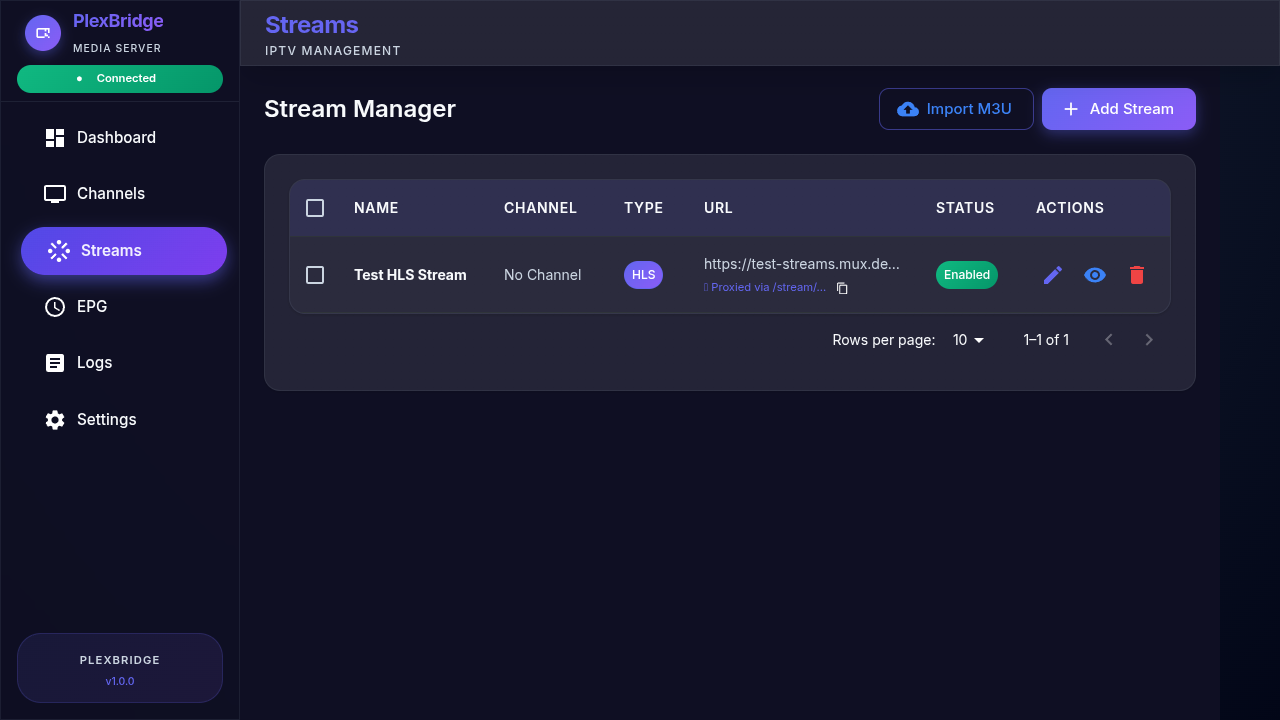 PlexBridge
MEDIA SERVER
Connected
Dashboard
Channels
Streams
EPG
Logs
Settings
PLEXBRIDGE
v1.0.0
Streams
IPTV MANAGEMENT
Stream Manager
Import M3U
Add Stream
NAME CHANNEL TYPE URL STATUS ACTIONS
Test HLS Stream No Channel HLS https://test-streams.mux.de... Enabled
Proxied via /stream/...
Rows per page: 10 1–1 of 1